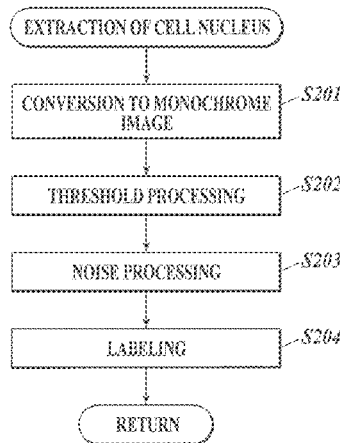 EXTRACTION OF CELL NUCLEUS
CONVERSION TO MONOCHROME
IMAGE
S201
THRESHOLD PROCESSING
S202
NOISE PROCESSING
S203
LABELING
S204
RETURN